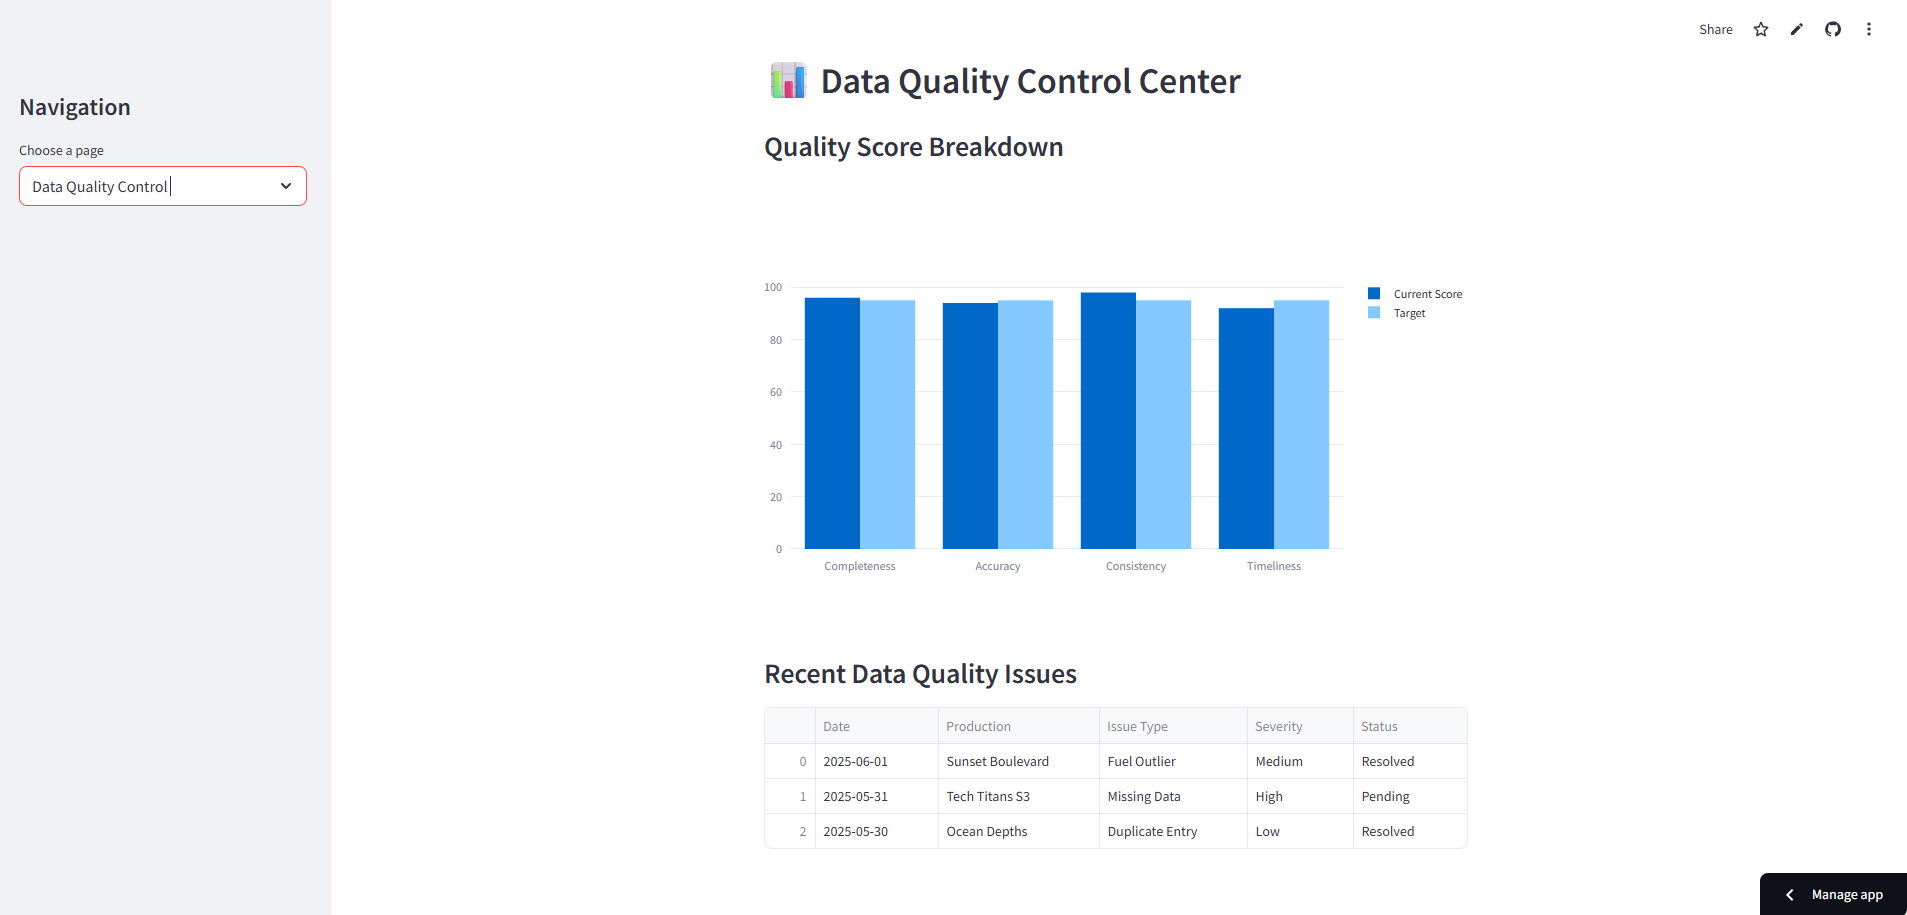 Share
Navigation
Choose a page
Data Quality Control
Data Quality Control Center
Quality Score Breakdown
100
80
60
40
20
0
Completeness Accuracy Consistency Timeliness
Current Score
Target
Recent Data Quality Issues
Date Production Issue Type Severity Status
0 2025-06-01 Sunset Boulevard Fuel Outlier Medium Resolved
1 2025-05-31 Tech Titans S3 Missing Data High Pending
2 2025-05-30 Ocean Depths Duplicate Entry Low Resolved
Manage app